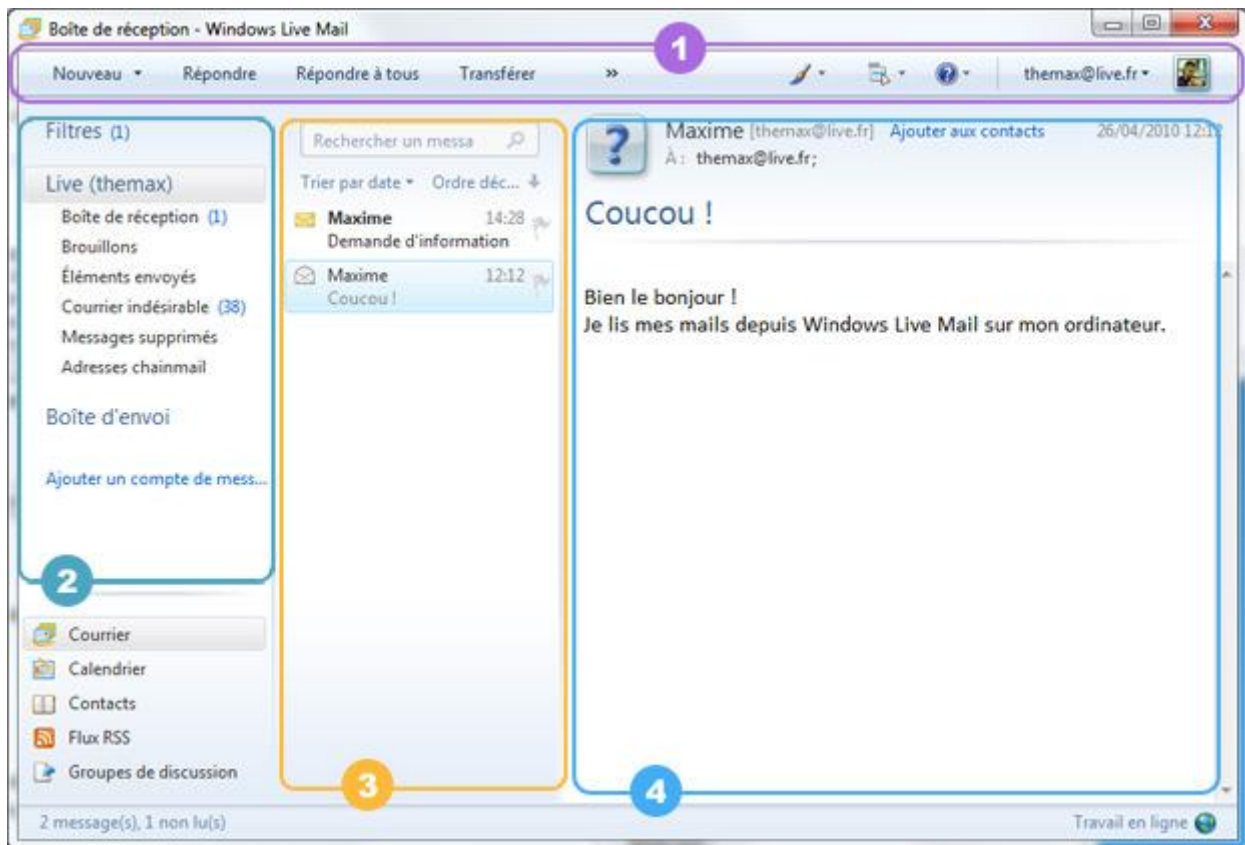 Boîte de réception - Windows Live Mail
1
Nouveau Répondre Répondre à tous Transférer » themax@live.fr
Filtres (1)
Live (themax)
Boîte de réception (1)
Brouillons
Éléments envoyés
Courrier indésirable (38)
Messages supprimés
Adresses chainmail
Boîte d'envoi
Ajouter un compte de mess...
2
Courrier
Calendrier
Contacts
Flux RSS
Groupes de discussion
Rechercher un messa
Trier par date Ordre déc...
Maxime 14:28
Demande d'information
Maxime 12:12
Coucou !
3
? Maxime [themax@live.fr] Ajouter aux contacts 26/04/2010 12:12
À : themax@live.fr;
Coucou !
Bien le bonjour !
Je lis mes mails depuis Windows Live Mail sur mon ordinateur.
4
2 message(s), 1 non lu(s) Travail en ligne